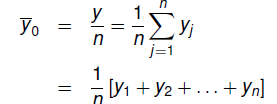 ȳ₀ = y/n = 1/n ∑ⱼ₌₁ⁿ yⱼ
= 1/n [y₁ + y₂ + . . . + yₙ]